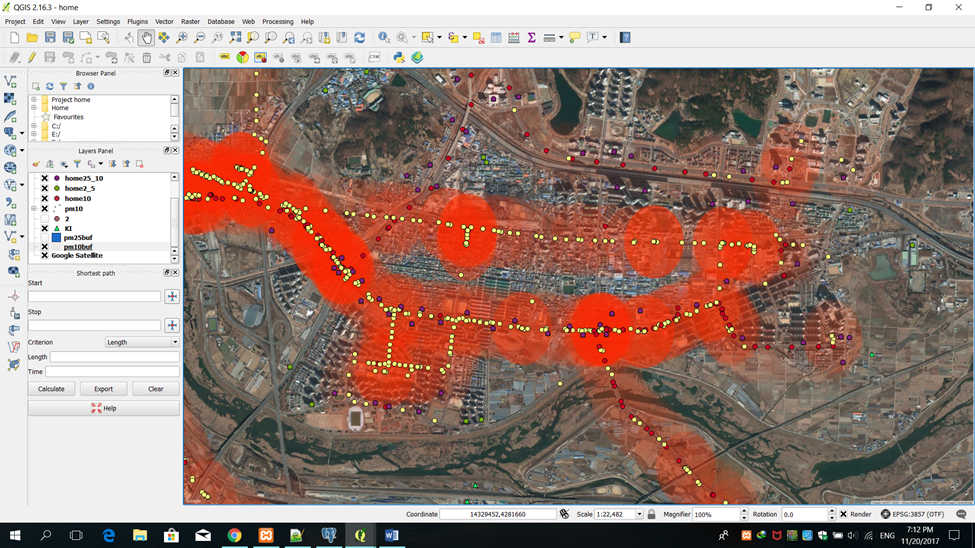 QGIS 2.16.3 - home
Project Edit View Layer Settings Plugins Vector Raster Database Web Processing Help
abc
CSW
Browser Panel
Project home
Home
Favourites
C:/
E:/
Layers Panel
home25_10
home2_5
home10
pm10
2
KI
pm25buf
pm10buf
Google Satellite
Shortest path
Start
Stop
Criterion Length
Length
Time
Calculate Export Clear
Help
Coordinate 14329452,4281660 Scale 1:22,482 Magnifier 100% Rotation 0.0 Render EPSG:3857 (OTF)
ENG 7:12 PM
11/20/2017